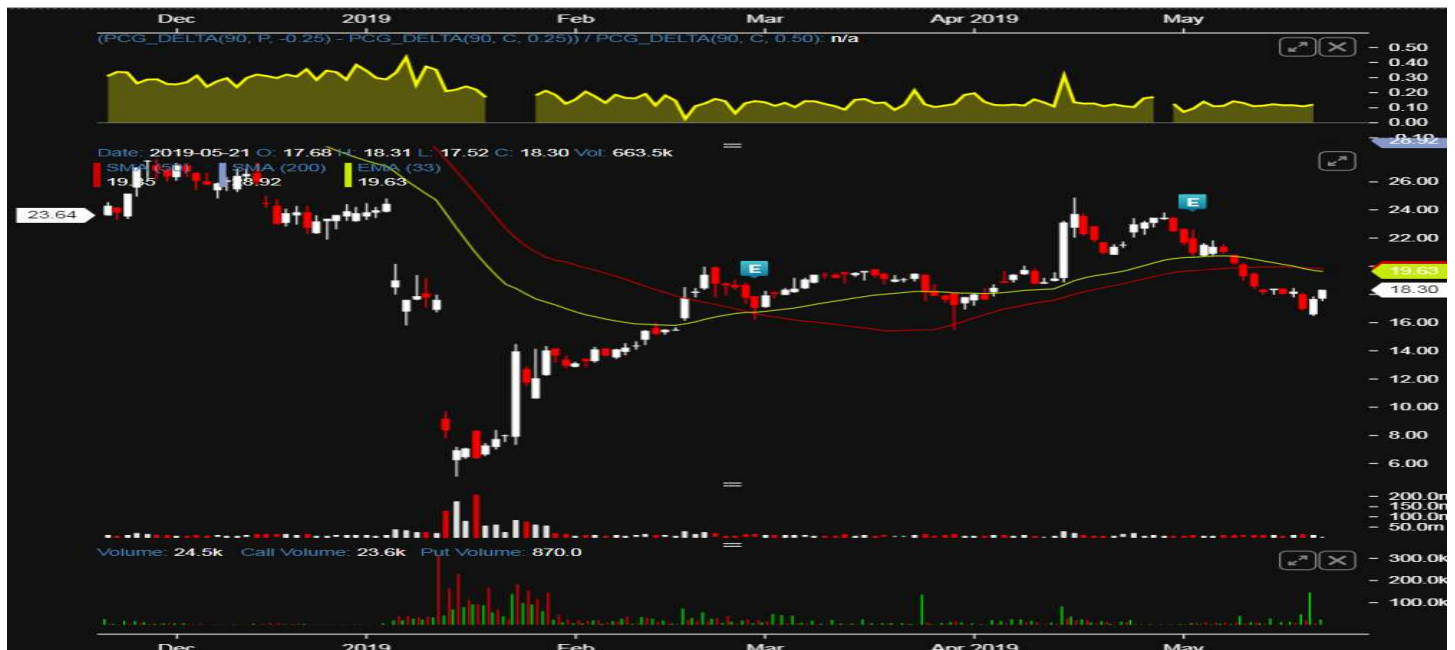 Dec 2019 Feb Mar Apr 2019 May
(PCG_DELTA(90, P, -0.25) - PCG_DELTA(90, C, 0.25)) / PCG_DELTA(90, C, 0.50): n/a
0.50
0.40
0.30
0.20
0.10
0.00
Date: 2019-05-21 O: 17.68 H: 18.31 L: 17.52 C: 18.30 Vol: 663.5k
SMA (200) EMA (33)
19.63
26.00
24.00
23.64
22.00
E
E
19.63
18.30
16.00
14.00
12.00
10.00
8.00
6.00
200.0m
150.0m
100.0m
50.0m
Volume: 24.5k Call Volume: 23.6k Put Volume: 870.0
300.0k
200.0k
100.0k
Dec 2019 Feb Mar Apr 2019 May